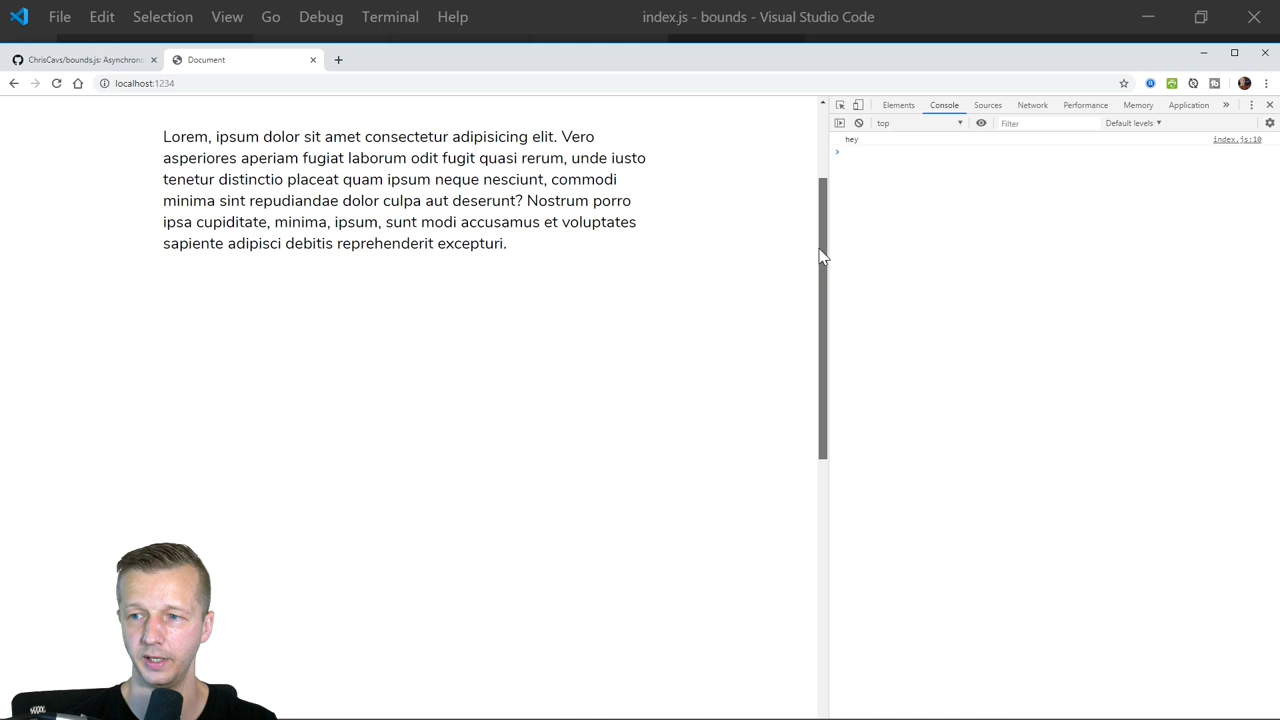 File Edit Selection View Go Debug Terminal Help
index.js - bounds - Visual Studio Code
ChrisCavs/bounds.js: Asynchron
Document
localhost:1234
Elements Console Sources Network Performance Memory Application
top
Filter
Default levels
hey
index.js:10
Lorem, ipsum dolor sit amet consectetur adipisicing elit. Vero
asperiores aperiam fugiat laborum odit fugit quasi rerum, unde iusto
tenetur distinctio placeat quam ipsum neque nesciunt, commodi
minima sint repudiandae dolor culpa aut deserunt? Nostrum porro
ipsa cupiditate, minima, ipsum, sunt modi accusamus et voluptates
sapiente adipisci debitis reprehenderit excepturi.